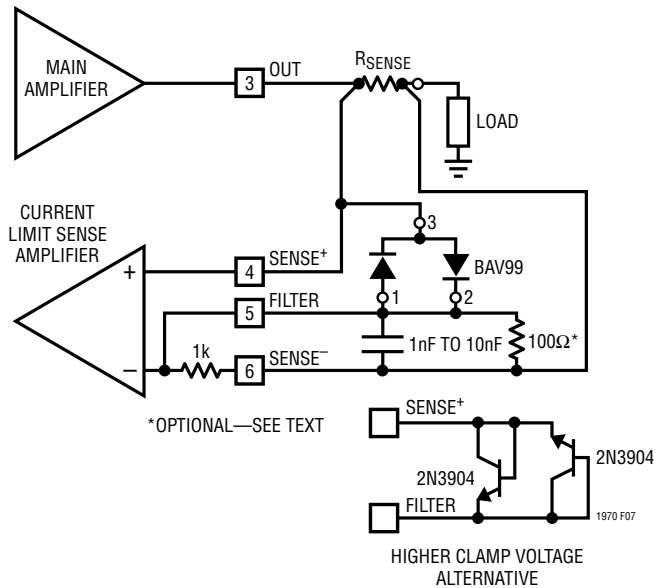 MAIN
AMPLIFIER
3
OUT
RSENSE
LOAD
CURRENT
LIMIT SENSE
AMPLIFIER
+
4
SENSE+
3
BAV99
1
2
5
FILTER
1nF TO 10nF
100Ω*
–
1k
6
SENSE–
*OPTIONAL—SEE TEXT
SENSE+
2N3904
2N3904
FILTER
1970 F07
HIGHER CLAMP VOLTAGE
ALTERNATIVE